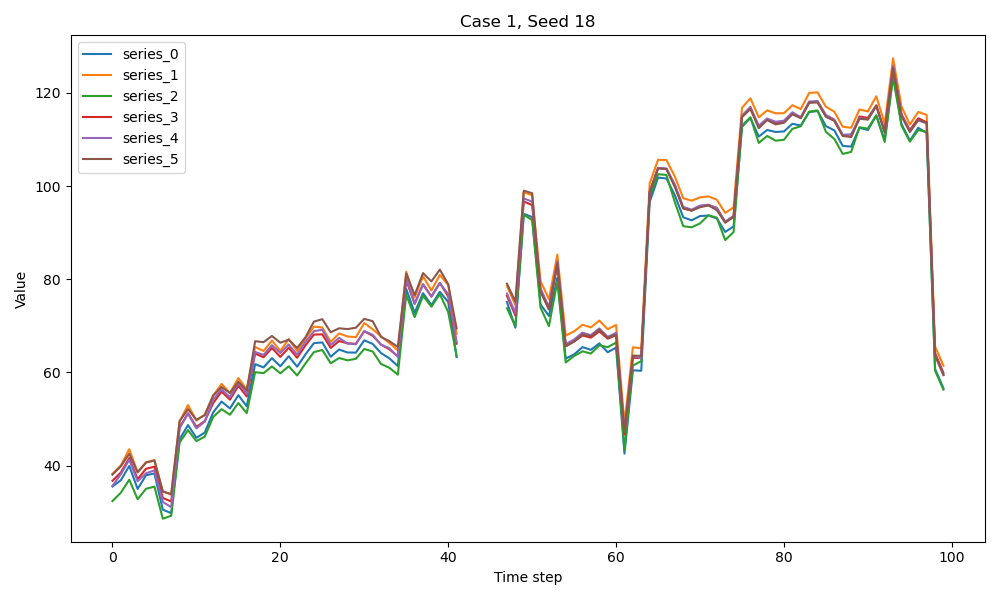 Case 1, Seed 18
series_0
series_1
series_2
series_3
series_4
series_5
Value
120
100
80
60
40
0
20
40
60
80
100
Time step